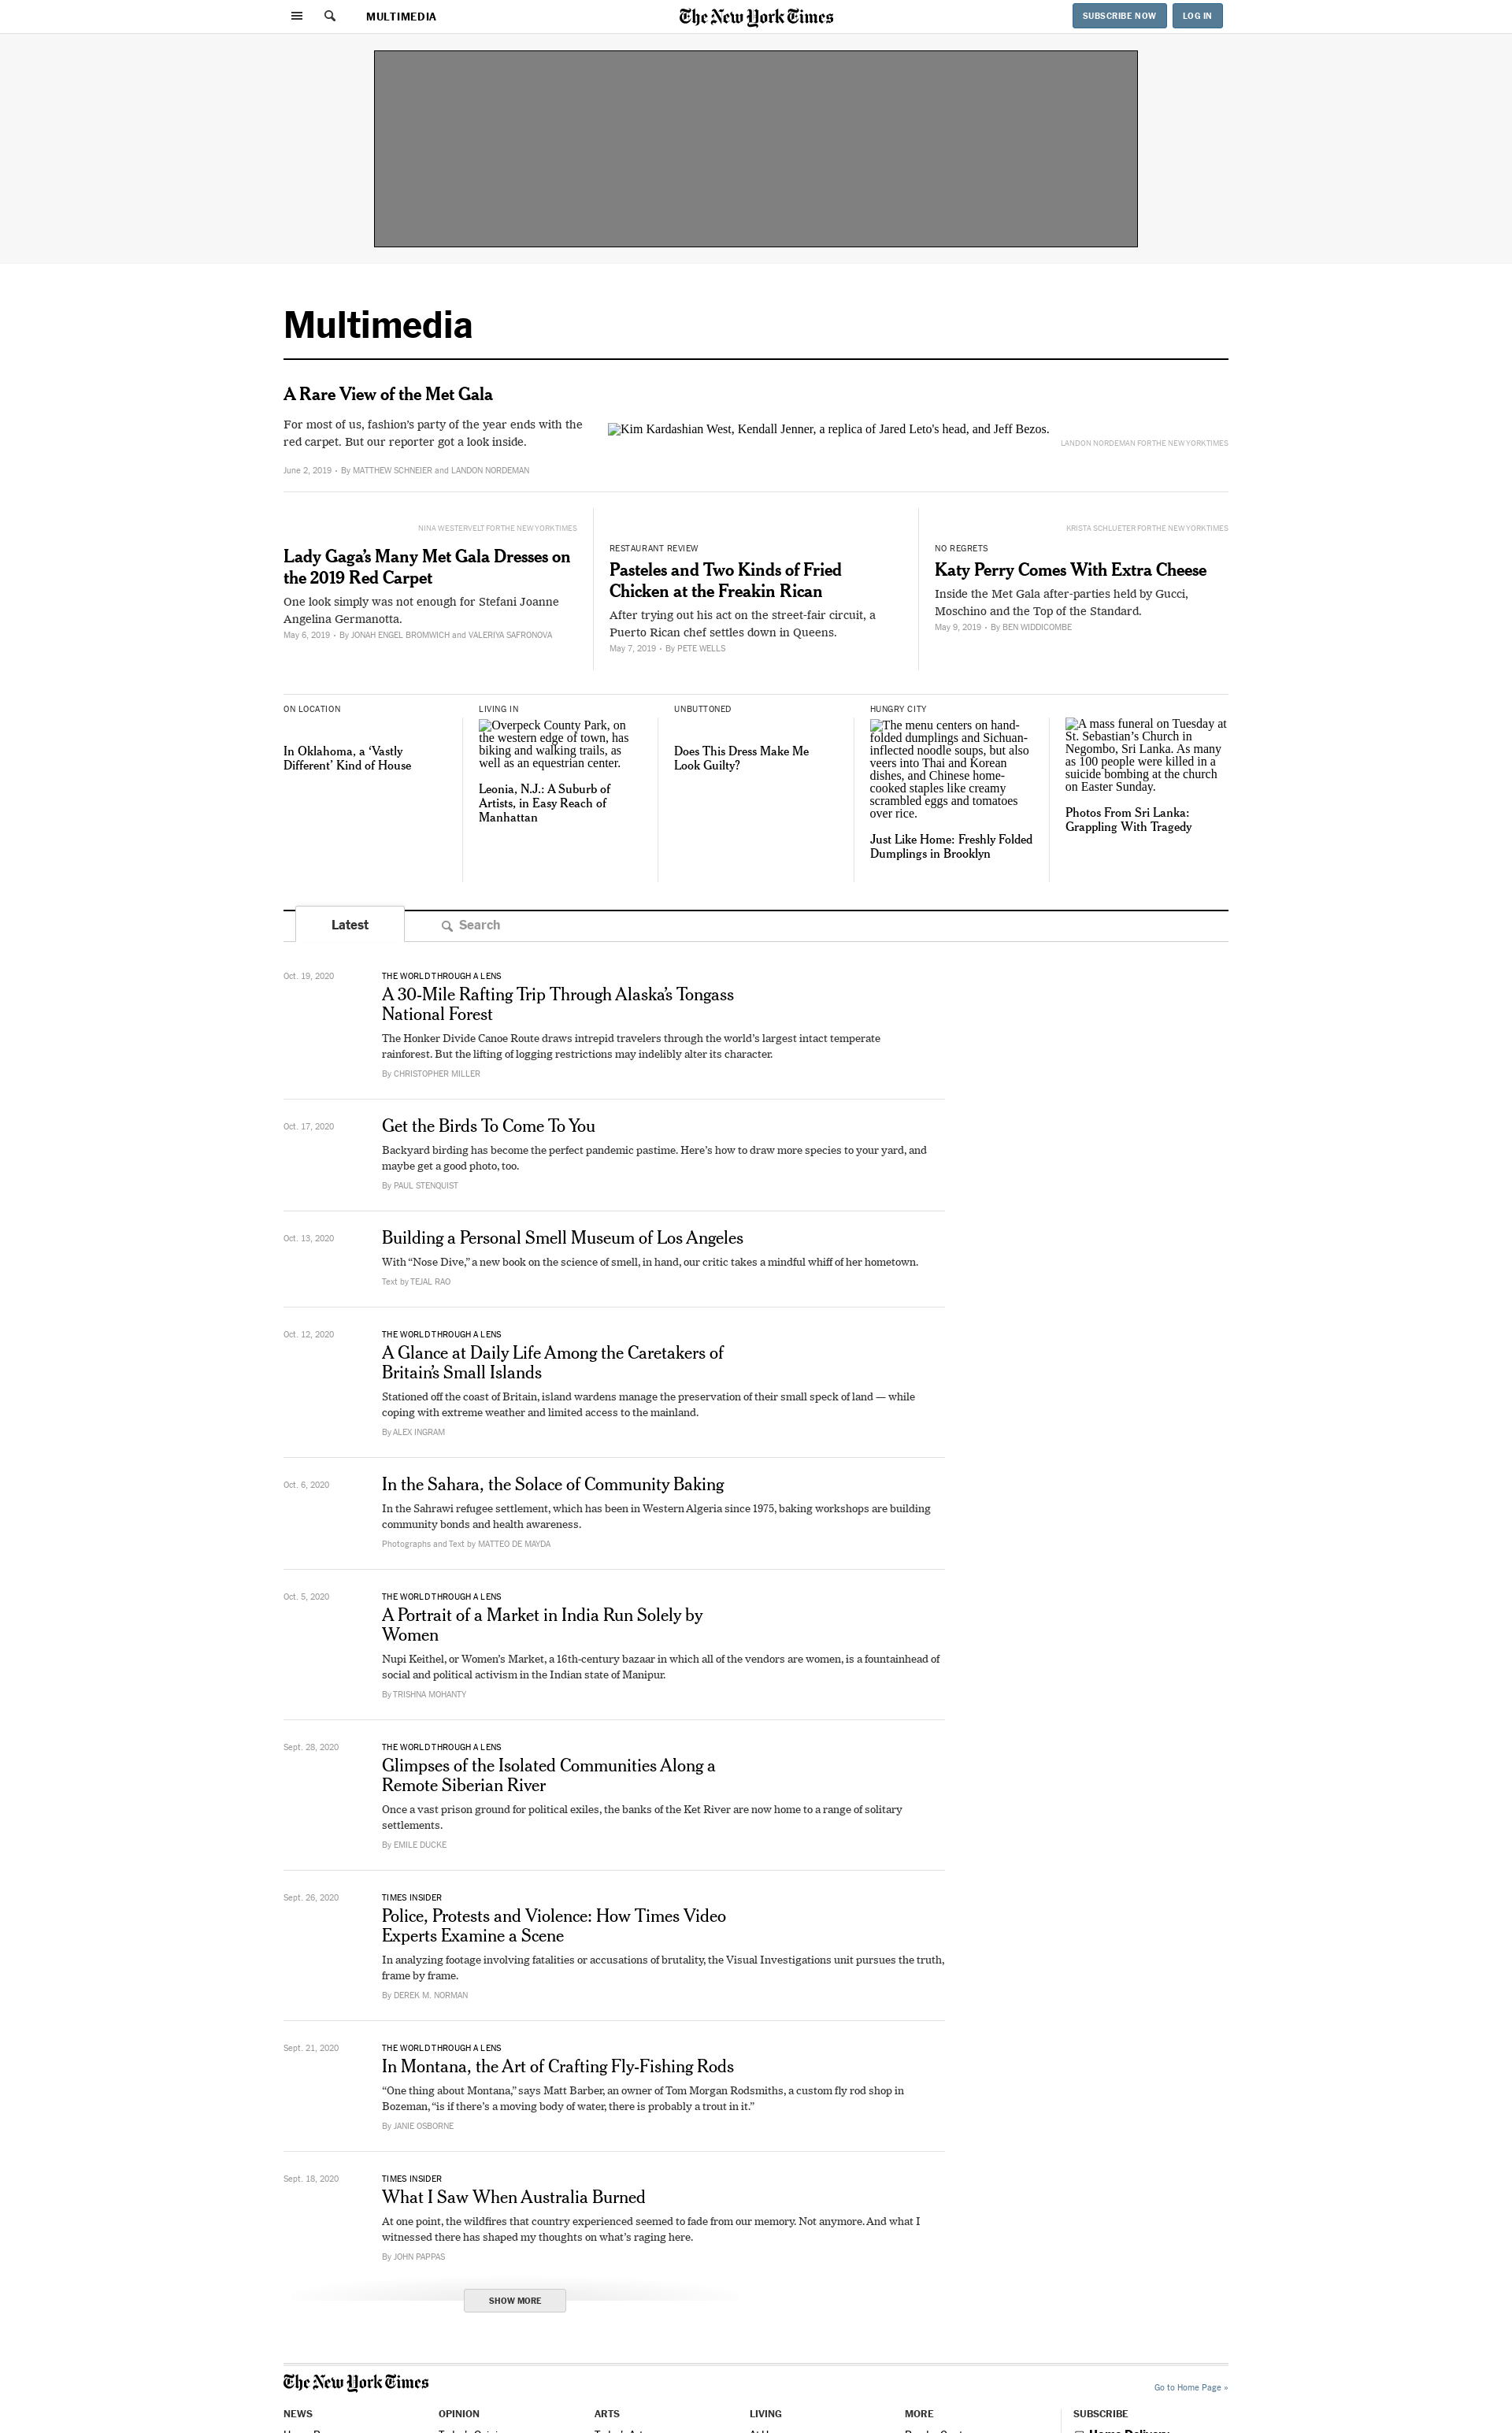 MULTIMEDIA
The New York Times
SUBSCRIBE NOW
LOG IN
Multimedia
A Rare View of the Met Gala
For most of us, fashion’s party of the year ends with the
red carpet. But our reporter got a look inside.
June 2, 2019 • By MATTHEW SCHNEIER and LANDON NORDEMAN
Kim Kardashian West, Kendall Jenner, a replica of Jared Leto's head, and Jeff Bezos.
LANDON NORDEMAN FOR THE NEW YORK TIMES
NINA WESTERVELT FOR THE NEW YORK TIMES
Lady Gaga’s Many Met Gala Dresses on
the 2019 Red Carpet
One look simply was not enough for Stefani Joanne
Angelina Germanotta.
May 6, 2019 • By JONAH ENGEL BROMWICH and VALERIYA SAFRONOVA
RESTAURANT REVIEW
Pasteles and Two Kinds of Fried
Chicken at the Freakin Rican
After trying out his act on the street-fair circuit, a
Puerto Rican chef settles down in Queens.
May 7, 2019 • By PETE WELLS
KRISTA SCHLUETER FOR THE NEW YORK TIMES
NO REGRETS
Katy Perry Comes With Extra Cheese
Inside the Met Gala after-parties held by Gucci,
Moschino and the Top of the Standard.
May 9, 2019 • By BEN WIDDICOMBE
ON LOCATION
In Oklahoma, a ‘Vastly
Different’ Kind of House
LIVING IN
Overpeck County Park, on
the western edge of town, has
biking and walking trails, as
well as an equestrian center.
Leonia, N.J.: A Suburb of
Artists, in Easy Reach of
Manhattan
UNBUTTONED
Does This Dress Make Me
Look Guilty?
HUNGRY CITY
The menu centers on hand-
folded dumplings and Sichuan-
inflected noodle soups, but also
veers into Thai and Korean
dishes, and Chinese home-
cooked staples like creamy
scrambled eggs and tomatoes
over rice.
Just Like Home: Freshly Folded
Dumplings in Brooklyn
A mass funeral on Tuesday at
St. Sebastian’s Church in
Negombo, Sri Lanka. As many
as 100 people were killed in a
suicide bombing at the church
on Easter Sunday.
Photos From Sri Lanka:
Grappling With Tragedy
Latest
Search
Oct. 19, 2020
THE WORLD THROUGH A LENS
A 30-Mile Rafting Trip Through Alaska’s Tongass
National Forest
The Honker Divide Canoe Route draws intrepid travelers through the world’s largest intact temperate
rainforest. But the lifting of logging restrictions may indelibly alter its character.
By CHRISTOPHER MILLER
Oct. 17, 2020
Get the Birds To Come To You
Backyard birding has become the perfect pandemic pastime. Here’s how to draw more species to your yard, and
maybe get a good photo, too.
By PAUL STENQUIST
Oct. 13, 2020
Building a Personal Smell Museum of Los Angeles
With “Nose Dive,” a new book on the science of smell, in hand, our critic takes a mindful whiff of her hometown.
Text by TEJAL RAO
Oct. 12, 2020
THE WORLD THROUGH A LENS
A Glance at Daily Life Among the Caretakers of
Britain’s Small Islands
Stationed off the coast of Britain, island wardens manage the preservation of their small speck of land — while
coping with extreme weather and limited access to the mainland.
By ALEX INGRAM
Oct. 6, 2020
In the Sahara, the Solace of Community Baking
In the Sahrawi refugee settlement, which has been in Western Algeria since 1975, baking workshops are building
community bonds and health awareness.
Photographs and Text by MATTEO DE MAYDA
Oct. 5, 2020
THE WORLD THROUGH A LENS
A Portrait of a Market in India Run Solely by
Women
Nupi Keithel, or Women’s Market, a 16th-century bazaar in which all of the vendors are women, is a fountainhead of
social and political activism in the Indian state of Manipur.
By TRISHNA MOHANTY
Sept. 28, 2020
THE WORLD THROUGH A LENS
Glimpses of the Isolated Communities Along a
Remote Siberian River
Once a vast prison ground for political exiles, the banks of the Ket River are now home to a range of solitary
settlements.
By EMILE DUCKE
Sept. 26, 2020
TIMES INSIDER
Police, Protests and Violence: How Times Video
Experts Examine a Scene
In analyzing footage involving fatalities or accusations of brutality, the Visual Investigations unit pursues the truth,
frame by frame.
By DEREK M. NORMAN
Sept. 21, 2020
THE WORLD THROUGH A LENS
In Montana, the Art of Crafting Fly-Fishing Rods
“One thing about Montana,” says Matt Barber, an owner of Tom Morgan Rodsmiths, a custom fly rod shop in
Bozeman, “is if there’s a moving body of water, there is probably a trout in it.”
By JANIE OSBORNE
Sept. 18, 2020
TIMES INSIDER
What I Saw When Australia Burned
At one point, the wildfires that country experienced seemed to fade from our memory. Not anymore. And what I
witnessed there has shaped my thoughts on what’s raging here.
By JOHN PAPPAS
SHOW MORE
The New York Times
Go to Home Page »
NEWS
OPINION
ARTS
LIVING
MORE
SUBSCRIBE